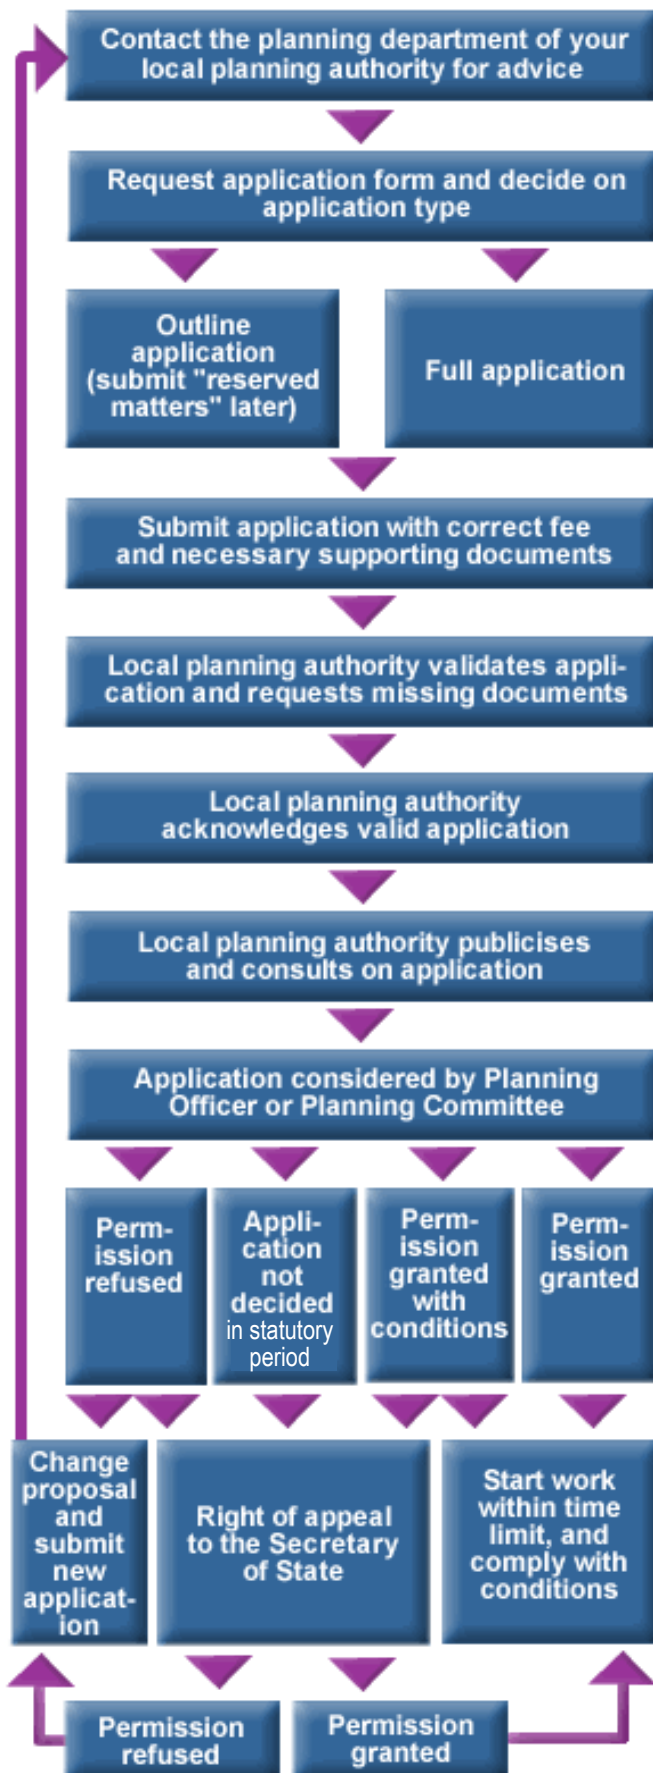 Contact the planning department of your
local planning authority for advice
Request application form and decide on
application type
Outline
application
(submit "reserved
matters" later)
Full application
Submit application with correct fee
and necessary supporting documents
Local planning authority validates appli-
cation and requests missing documents
Local planning authority
acknowledges valid application
Local planning authority publicises
and consults on application
Application considered by Planning
Officer or Planning Committee
Perm-
ission
refused
Appli-
cation
not
decided
in statutory
period
Perm-
ission
granted
with
conditions
Perm-
ission
granted
Change
proposal
and
submit
new
applicat-
ion
Right of appeal
to the Secretary
of State
Start work
within time
limit, and
comply with
conditions
Permission
refused
Permission
granted